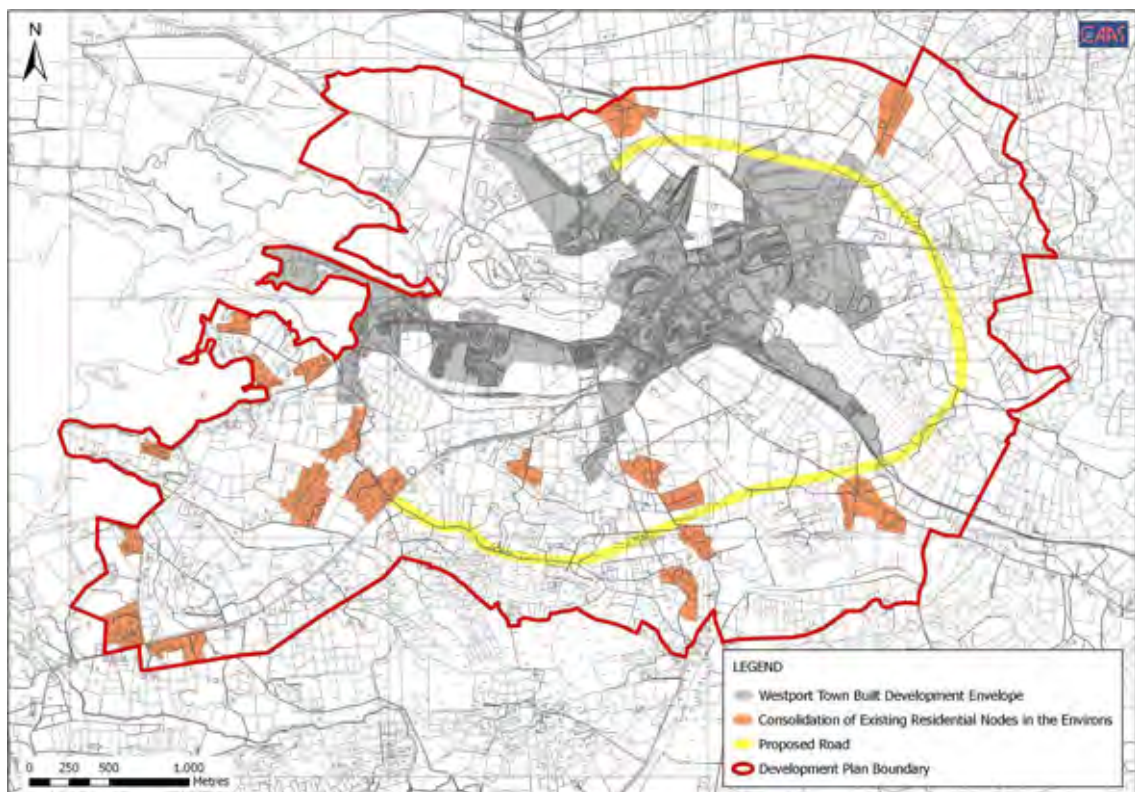 N
CAAS
LEGEND
Westport Town Built Development Envelope
Consolidation of Existing Residential Nodes in the Environs
Proposed Road
Development Plan Boundary
0 250 500 1,000
Metres